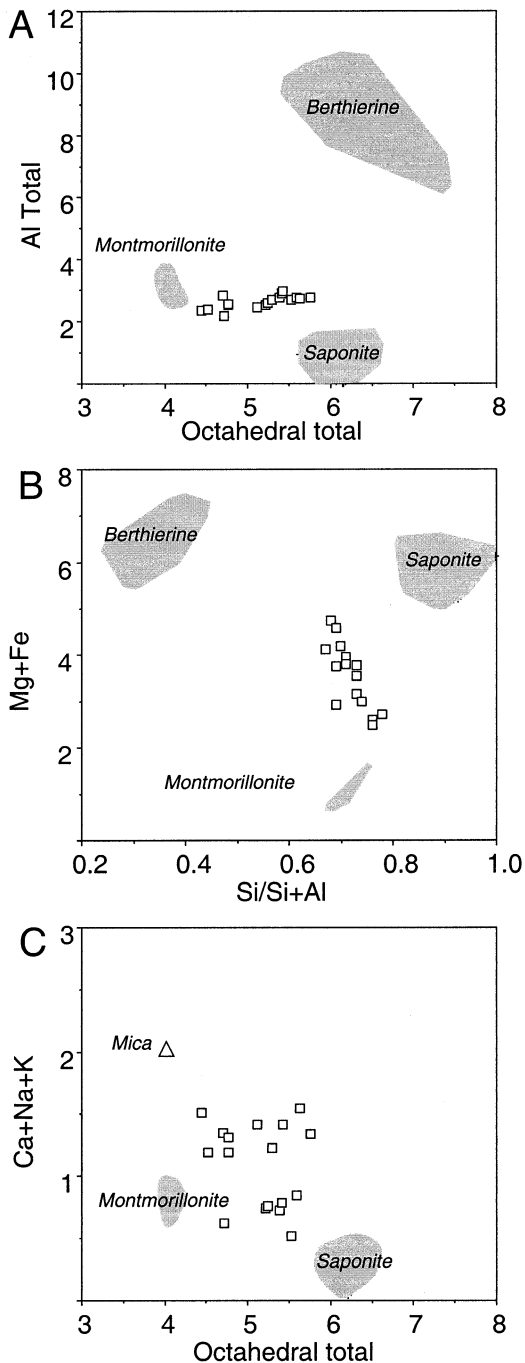 A
12
10
8
6
4
2
Al Total
Berthierine
Montmorillonite
Saponite
3 4 5 6 7 8
Octahedral total
B
8
6
4
2
Mg+Fe
Berthierine
Saponite
Montmorillonite
0.2 0.4 0.6 0.8 1.0
Si/Si+Al
C
3
2
1
Ca+Na+K
Mica
Montmorillonite
Saponite
3 4 5 6 7 8
Octahedral total